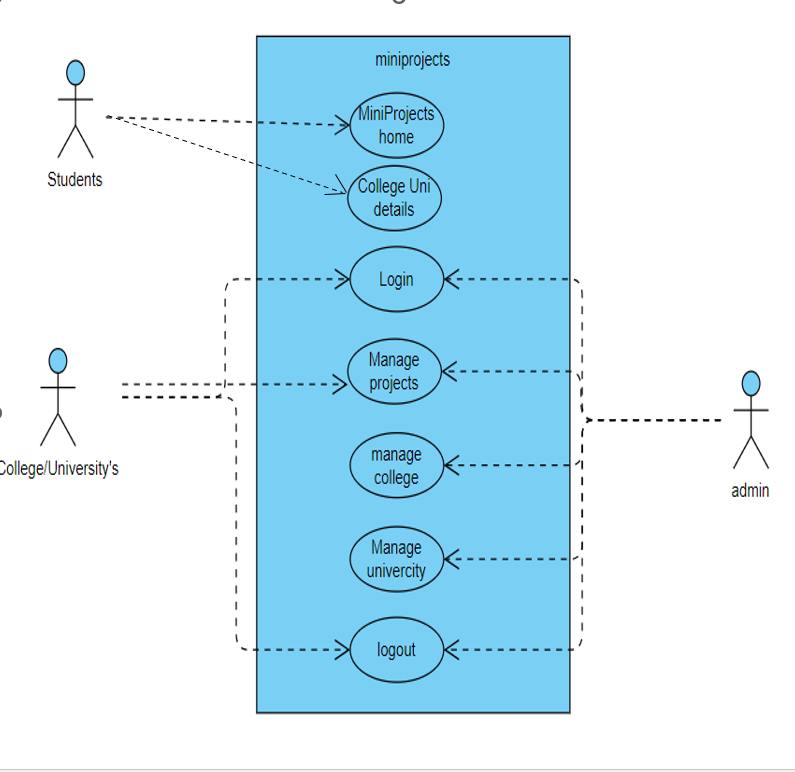 miniprojects
MiniProjects
home
College Uni
details
Students
Login
Manage
projects
College/University's
manage
college
admin
Manage
univercity
logout